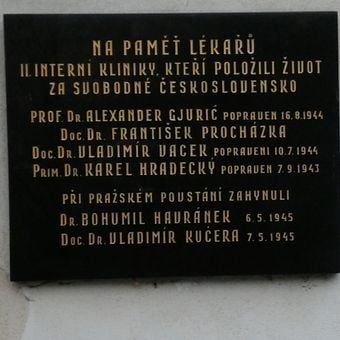 NA PAMĚŤ LÉKAŘŮ
II. INTERNÍ KLINIKY, KTEŘÍ POLOŽILI ŽIVOT
ZA SVOBODNÉ ČESKOSLOVENSKO
PROF. DR. ALEXANDER GJURIČ POPRAVEN 16.8.1944
DOC. DR. FRANTIŠEK PROCHÁZKA
DOC. DR. VLADIMÍR VACEK POPRAVENI 10.7.1944
PRIM. DR. KAREL HRADECKÝ POPRAVEN 7.9.1943
PŘI PRAŽSKÉM POVSTÁNÍ ZAHYNULI
DR. BOHUMIL HAVRÁNEK 6.5.1945
DOC. DR. VLADIMÍR KUČERA 7.5.1945